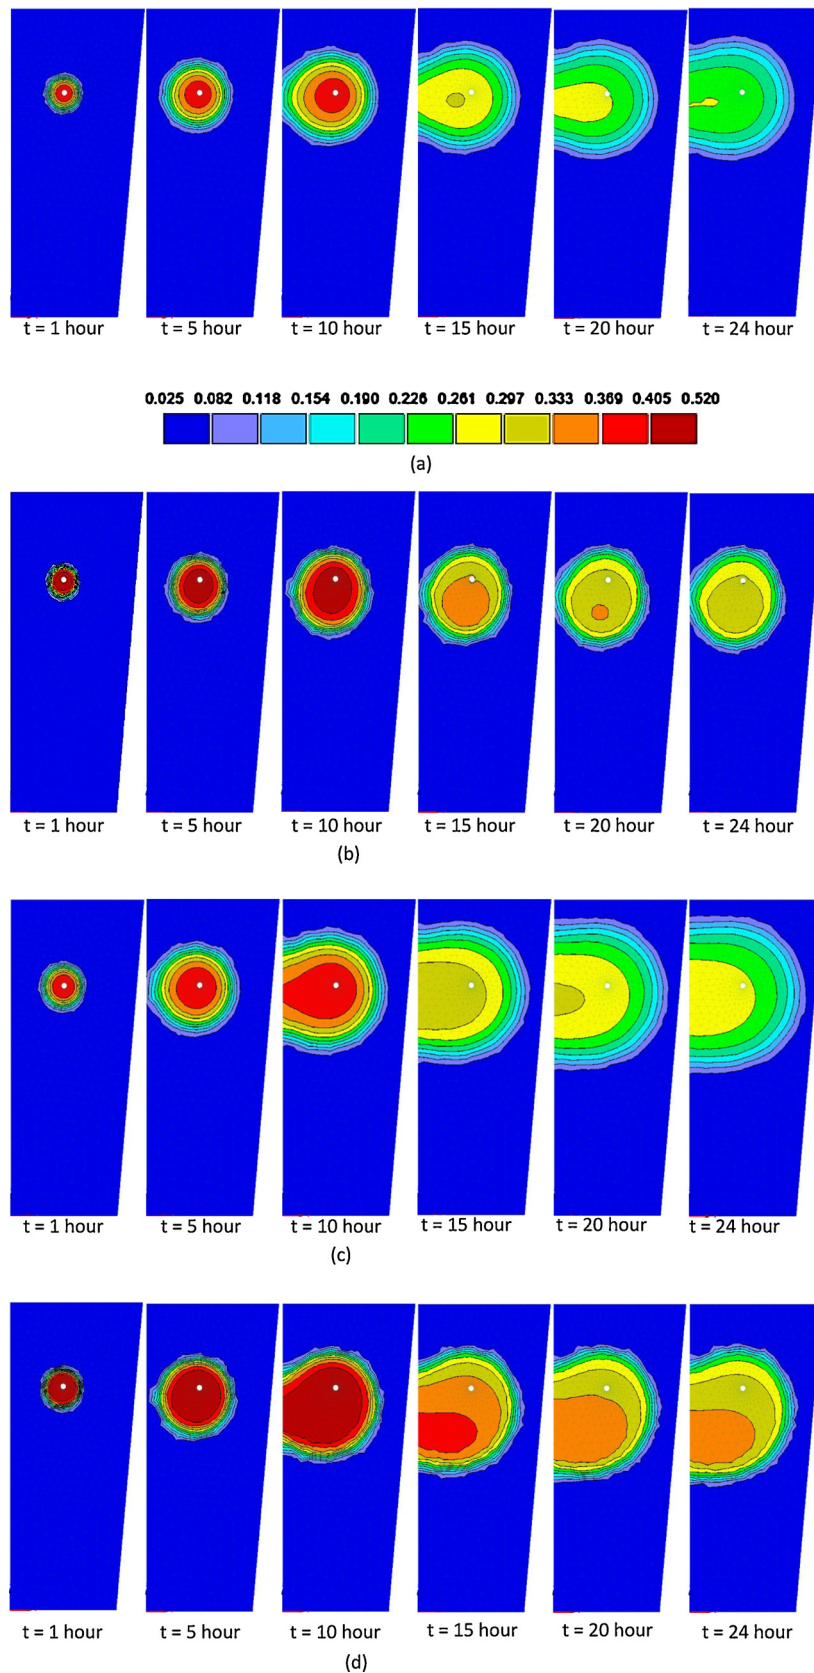 t = 1 hour t = 5 hour t = 10 hour t = 15 hour t = 20 hour t = 24 hour
0.025 0.082 0.118 0.154 0.190 0.226 0.261 0.297 0.333 0.369 0.405 0.520
(a)
t = 1 hour t = 5 hour t = 10 hour t = 15 hour t = 20 hour t = 24 hour
(b)
t = 1 hour t = 5 hour t = 10 hour t = 15 hour t = 20 hour t = 24 hour
(c)
t = 1 hour t = 5 hour t = 10 hour t = 15 hour t = 20 hour t = 24 hour
(d)